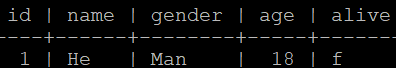 id | name | gender | age | alive
----+------+--------+-----+-------
1 | He | Man | 18 | f